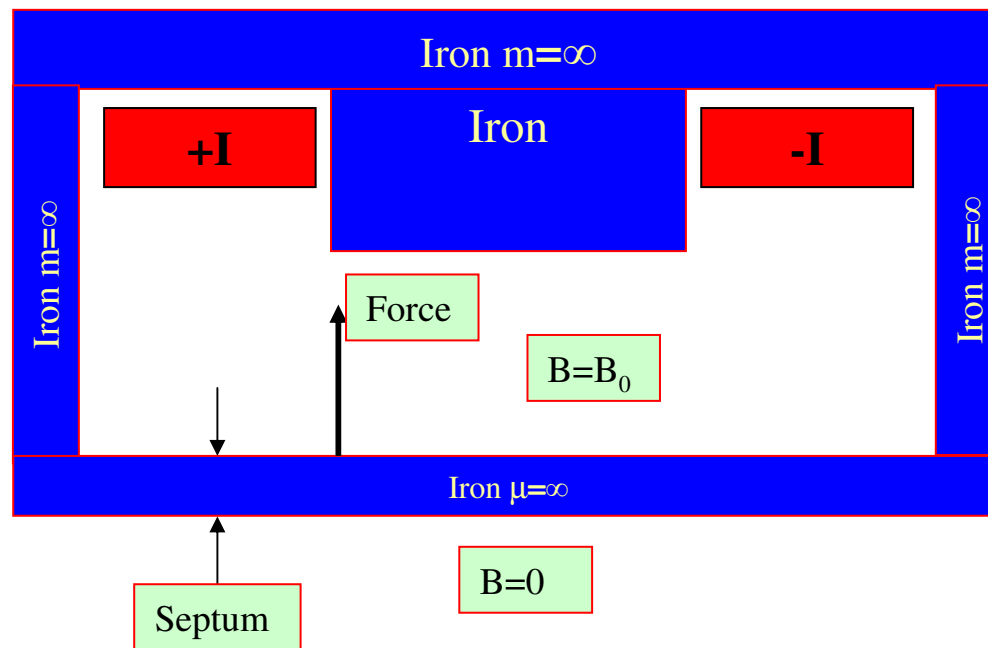 Iron m=∞
+I
Iron
-I
Iron m=∞
Iron m=∞
Force
B=B₀
Iron μ=∞
B=0
Septum